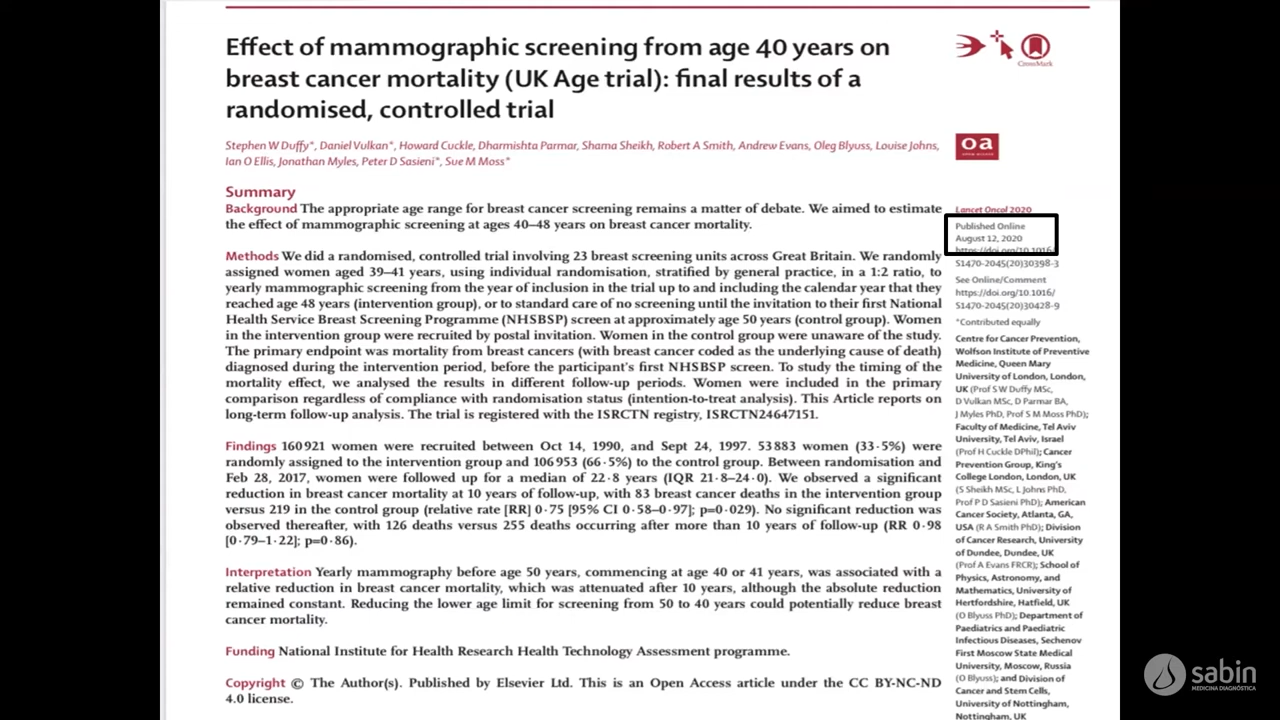 Effect of mammographic screening from age 40 years on
breast cancer mortality (UK Age trial): final results of a
randomised, controlled trial
CrossMark
Stephen W Duffy*, Daniel Vulkan*, Howard Cuckle, Dharmishta Parmar, Shama Sheikh, Robert A Smith, Andrew Evans, Oleg Blyuss, Louise Johns,
Ian O Ellis, Jonathan Myles, Peter D Sasieni*, Sue M Moss*
oa
OPEN ACCESS
Summary
Background The appropriate age range for breast cancer screening remains a matter of debate. We aimed to estimate
the effect of mammographic screening at ages 40–48 years on breast cancer mortality.
Methods We did a randomised, controlled trial involving 23 breast screening units across Great Britain. We randomly
assigned women aged 39–41 years, using individual randomisation, stratified by general practice, in a 1:2 ratio, to
yearly mammographic screening from the year of inclusion in the trial up to and including the calendar year that they
reached age 48 years (intervention group), or to standard care of no screening until the invitation to their first National
Health Service Breast Screening Programme (NHSBSP) screen at approximately age 50 years (control group). Women
in the intervention group were recruited by postal invitation. Women in the control group were unaware of the study.
The primary endpoint was mortality from breast cancers (with breast cancer coded as the underlying cause of death)
diagnosed during the intervention period, before the participant's first NHSBSP screen. To study the timing of the
mortality effect, we analysed the results in different follow-up periods. Women were included in the primary
comparison regardless of compliance with randomisation status (intention-to-treat analysis). This Article reports on
long-term follow-up analysis. The trial is registered with the ISRCTN registry, ISRCTN24647151.
Findings 160 921 women were recruited between Oct 14, 1990, and Sept 24, 1997. 53 883 women (33·5%) were
randomly assigned to the intervention group and 106 953 (66·5%) to the control group. Between randomisation and
Feb 28, 2017, women were followed up for a median of 22·8 years (IQR 21·8–24·0). We observed a significant
reduction in breast cancer mortality at 10 years of follow-up, with 83 breast cancer deaths in the intervention group
versus 219 in the control group (relative rate [RR] 0·75 [95% CI 0·58–0·97]; p=0·029). No significant reduction was
observed thereafter, with 126 deaths versus 255 deaths occurring after more than 10 years of follow-up (RR 0·98
[0·79–1·22]; p=0·86).
Interpretation Yearly mammography before age 50 years, commencing at age 40 or 41 years, was associated with a
relative reduction in breast cancer mortality, which was attenuated after 10 years, although the absolute reduction
remained constant. Reducing the lower age limit for screening from 50 to 40 years could potentially reduce breast
cancer mortality.
Funding National Institute for Health Research Health Technology Assessment programme.
Copyright © The Author(s). Published by Elsevier Ltd. This is an Open Access article under the CC BY-NC-ND
4.0 license.
Lancet Oncol 2020
Published Online
August 12, 2020
https://doi.org/10.1016/
S1470-2045(20)30398-3
See Online/Comment
https://doi.org/10.1016/
S1470-2045(20)30428-9
*Contributed equally
Centre for Cancer Prevention,
Wolfson Institute of Preventive
Medicine, Queen Mary
University of London, London,
UK (Prof S W Duffy MSc,
D Vulkan MSc, D Parmar BA,
J Myles PhD, Prof S M Moss PhD);
Faculty of Medicine, Tel Aviv
University, Tel Aviv, Israel
(Prof H Cuckle DPhil); Cancer
Prevention Group, King's
College London, London, UK
(S Sheikh MSc, L Johns PhD,
Prof P D Sasieni PhD); American
Cancer Society, Atlanta, GA,
USA (R A Smith PhD); Division
of Cancer Research, University
of Dundee, Dundee, UK
(Prof A Evans FRCR); School of
Physics, Astronomy, and
Mathematics, University of
Hertfordshire, Hatfield, UK
(O Blyuss PhD); Department of
Paediatrics and Paediatric
Infectious Diseases, Sechenov
First Moscow State Medical
University, Moscow, Russia
(O Blyuss); and Division of
Cancer and Stem Cells,
University of Nottingham,
Nottingham, UK
sabin
MEDICINA DIAGNÓSTICA